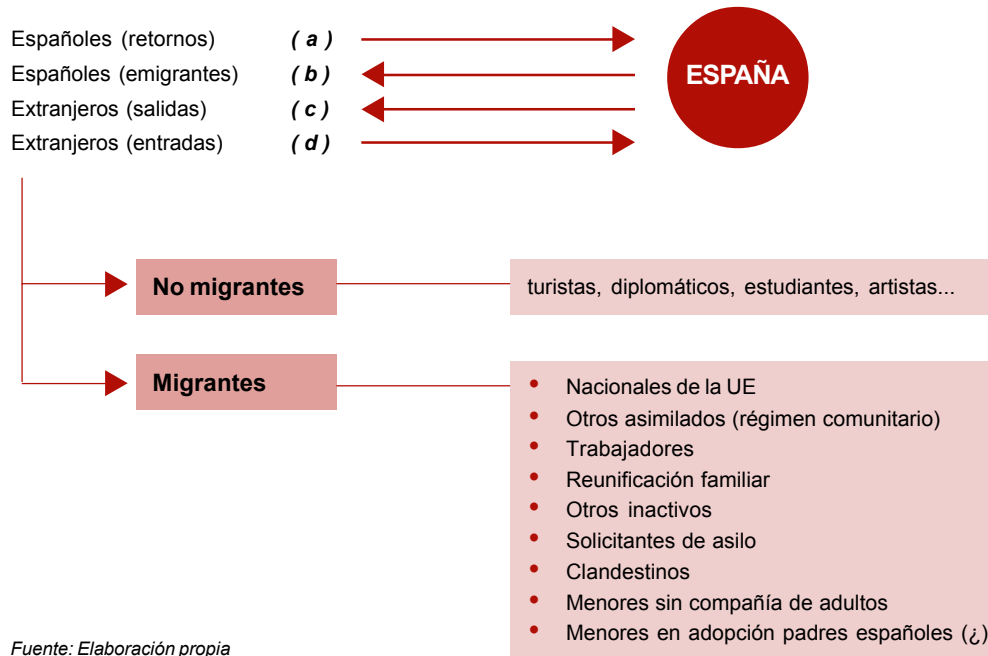 Españoles (retornos) (a)
ESPAÑA
Españoles (emigrantes) (b)
Extranjeros (salidas) (c)
Extranjeros (entradas) (d)
No migrantes
turistas, diplomáticos, estudiantes, artistas...
Migrantes
• Nacionales de la UE
• Otros asimilados (régimen comunitario)
• Trabajadores
• Reunificación familiar
• Otros inactivos
• Solicitantes de asilo
• Clandestinos
• Menores sin compañía de adultos
• Menores en adopción padres españoles (¿)
Fuente: Elaboración propia